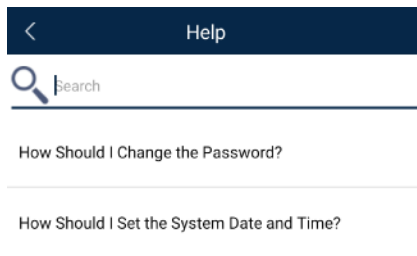 Help
Search
How Should I Change the Password?
How Should I Set the System Date and Time?